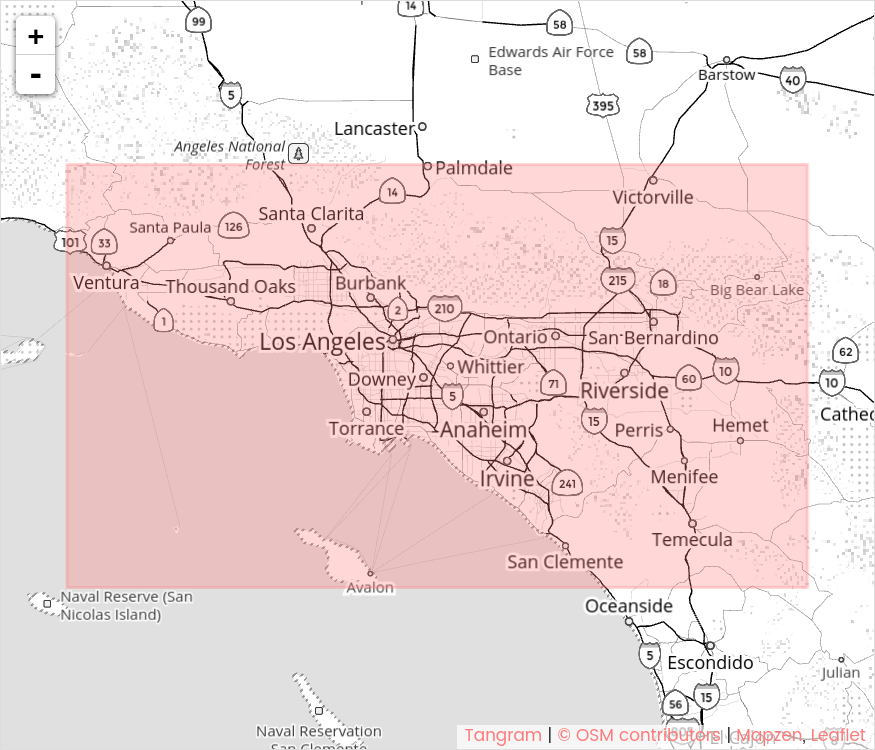 14
99
58
+
58
Edwards Air Force
Base
-
Barstow
40
5
395
Lancaster
Angeles National
Forest
Palmdale
14
Victorville
Santa Clarita
126
Santa Paula
101
33
15
Ventura
Thousand Oaks
Burbank
215
18
Big Bear Lake
1
2
210
Los Angeles
Ontario
San Bernardino
62
Downey
Whittier
71
Riverside
60
10
10
5
Cathec
Torrance
Anaheim
15
Perris
Hemet
Irvine
241
Menifee
Temecula
San Clemente
Avalon
Naval Reserve (San
Nicolas Island)
Oceanside
5
Escondido
Julian
56
15
Naval Reservation
San Clemente
Tangram | © OSM contributors | Mapzen, Leaflet